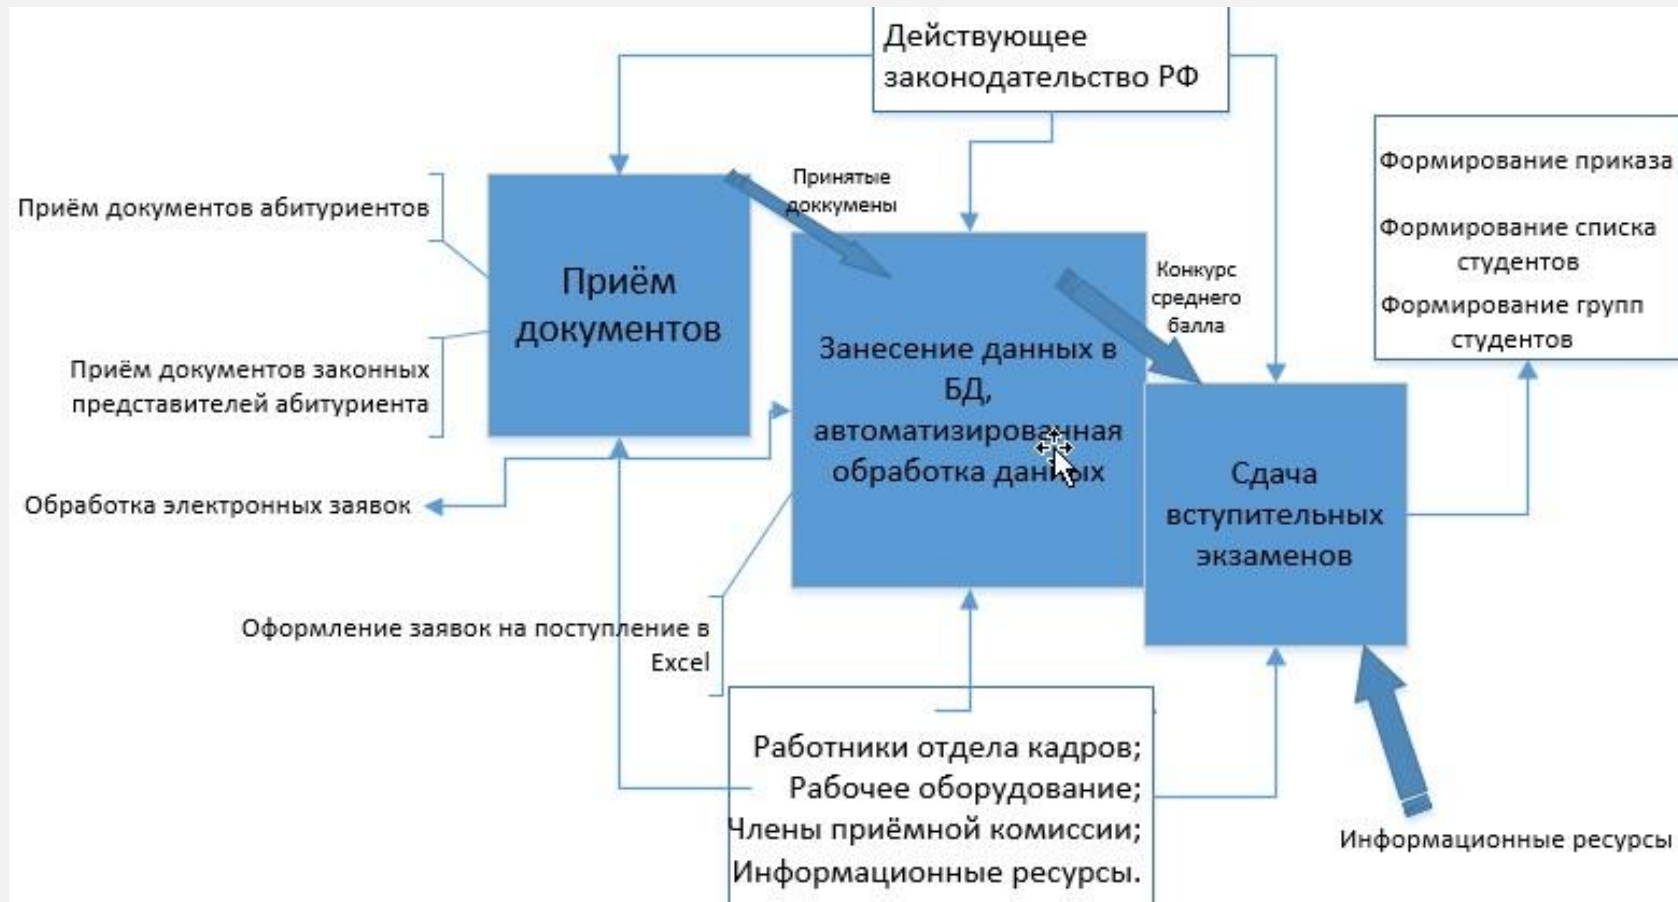 Действующее
законодательство РФ
Формирование приказа
Формирование списка
студентов
Формирование групп
студентов
Принятые
доккумены
Приём документов абитуриентов
Приём
документов
Конкурс
среднего
балла
Приём документов законных
представителей абитуриента
Занесение данных в
БД,
автоматизированная
обработка данных
Сдача
вступительных
экзаменов
Обработка электронных заявок
Оформление заявок на поступление в
Excel
Работники отдела кадров;
Рабочее оборудование;
Члены приёмной комиссии;
Информационные ресурсы.
Информационные ресурсы